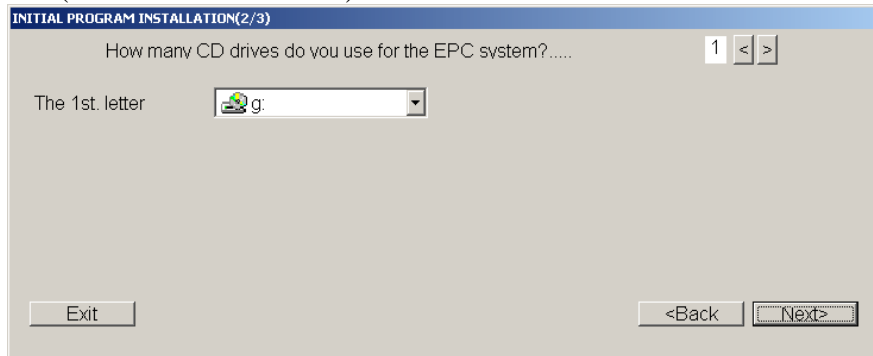 INITIAL PROGRAM INSTALLATION(2/3)
How many CD drives do you use for the EPC system?..... 1 < >
The 1st. letter g:
Exit <Back Next>